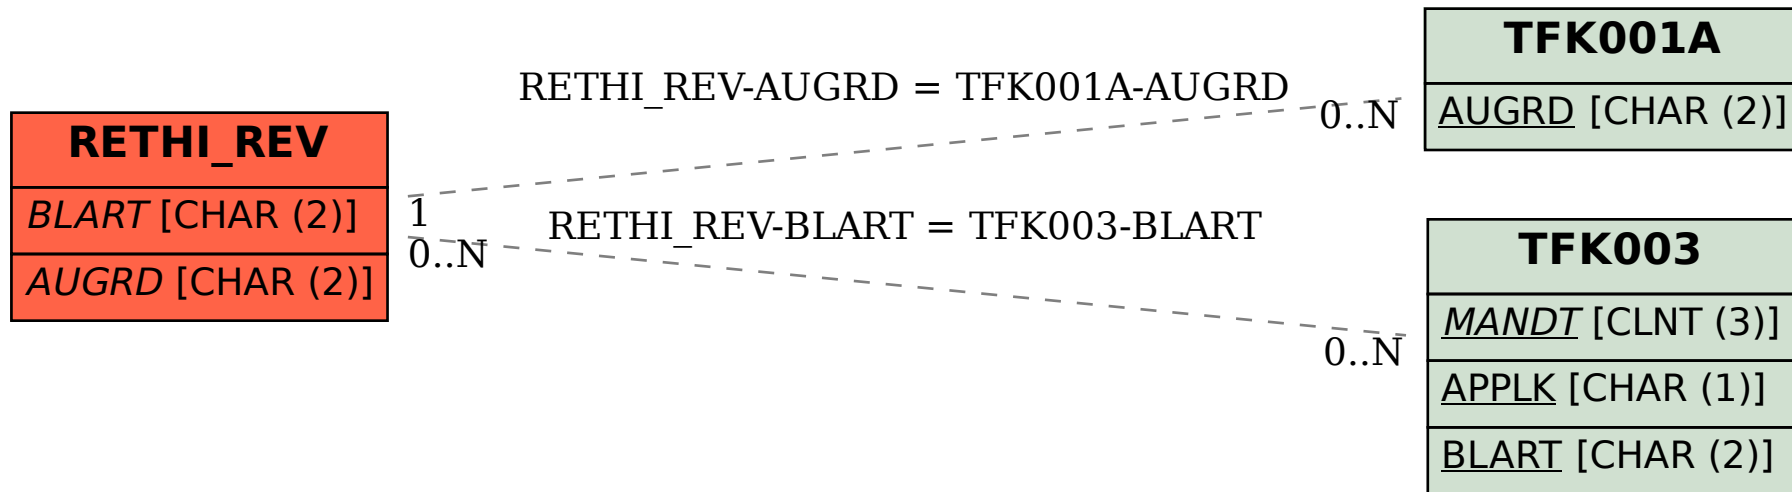 TFK001A
RETHI_REV-AUGRD = TFK001A-AUGRD
0..N
AUGRD [CHAR (2)]
RETHI_REV
BLART [CHAR (2)]
AUGRD [CHAR (2)]
1
0..N
RETHI_REV-BLART = TFK003-BLART
0..N
TFK003
MANDT [CLNT (3)]
APPLK [CHAR (1)]
BLART [CHAR (2)]